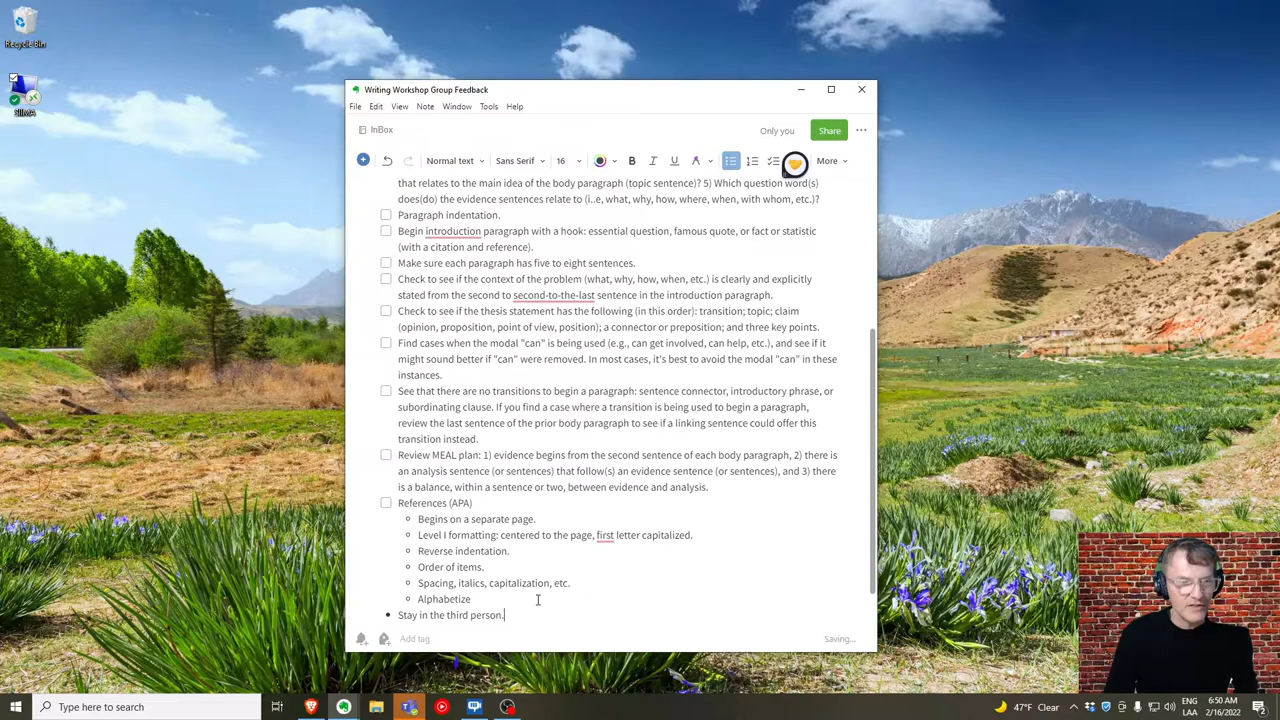 Recycle Bin
SIIMA
Writing Workshop Group Feedback
File Edit View Note Window Tools Help
InBox
Only you
Share
Normal text
Sans Serif
16
B I U A
More
that relates to the main idea of the body paragraph (topic sentence)? 5) Which question word(s)
does(do) the evidence sentences relate to (i..e, what, why, how, where, when, with whom, etc.)?
Paragraph indentation.
Begin introduction paragraph with a hook: essential question, famous quote, or fact or statistic
(with a citation and reference).
Make sure each paragraph has five to eight sentences.
Check to see if the context of the problem (what, why, how, when, etc.) is clearly and explicitly
stated from the second to second-to-the-last sentence in the introduction paragraph.
Check to see if the thesis statement has the following (in this order): transition; topic; claim
(opinion, proposition, point of view, position); a connector or preposition; and three key points.
Find cases when the modal "can" is being used (e.g., can get involved, can help, etc.), and see if it
might sound better if "can" were removed. In most cases, it's best to avoid the modal "can" in these
instances.
See that there are no transitions to begin a paragraph: sentence connector, introductory phrase, or
subordinating clause. If you find a case where a transition is being used to begin a paragraph,
review the last sentence of the prior body paragraph to see if a linking sentence could offer this
transition instead.
Review MEAL plan: 1) evidence begins from the second sentence of each body paragraph, 2) there is
an analysis sentence (or sentences) that follow(s) an evidence sentence (or sentences), and 3) there
is a balance, within a sentence or two, between evidence and analysis.
References (APA)
Begins on a separate page.
Level I formatting: centered to the page, first letter capitalized.
Reverse indentation.
Order of items.
Spacing, italics, capitalization, etc.
Alphabetize
Stay in the third person.
Add tag
Saving...
Type here to search
47°F Clear
ENG
LAA
6:50 AM
2/16/2022
2